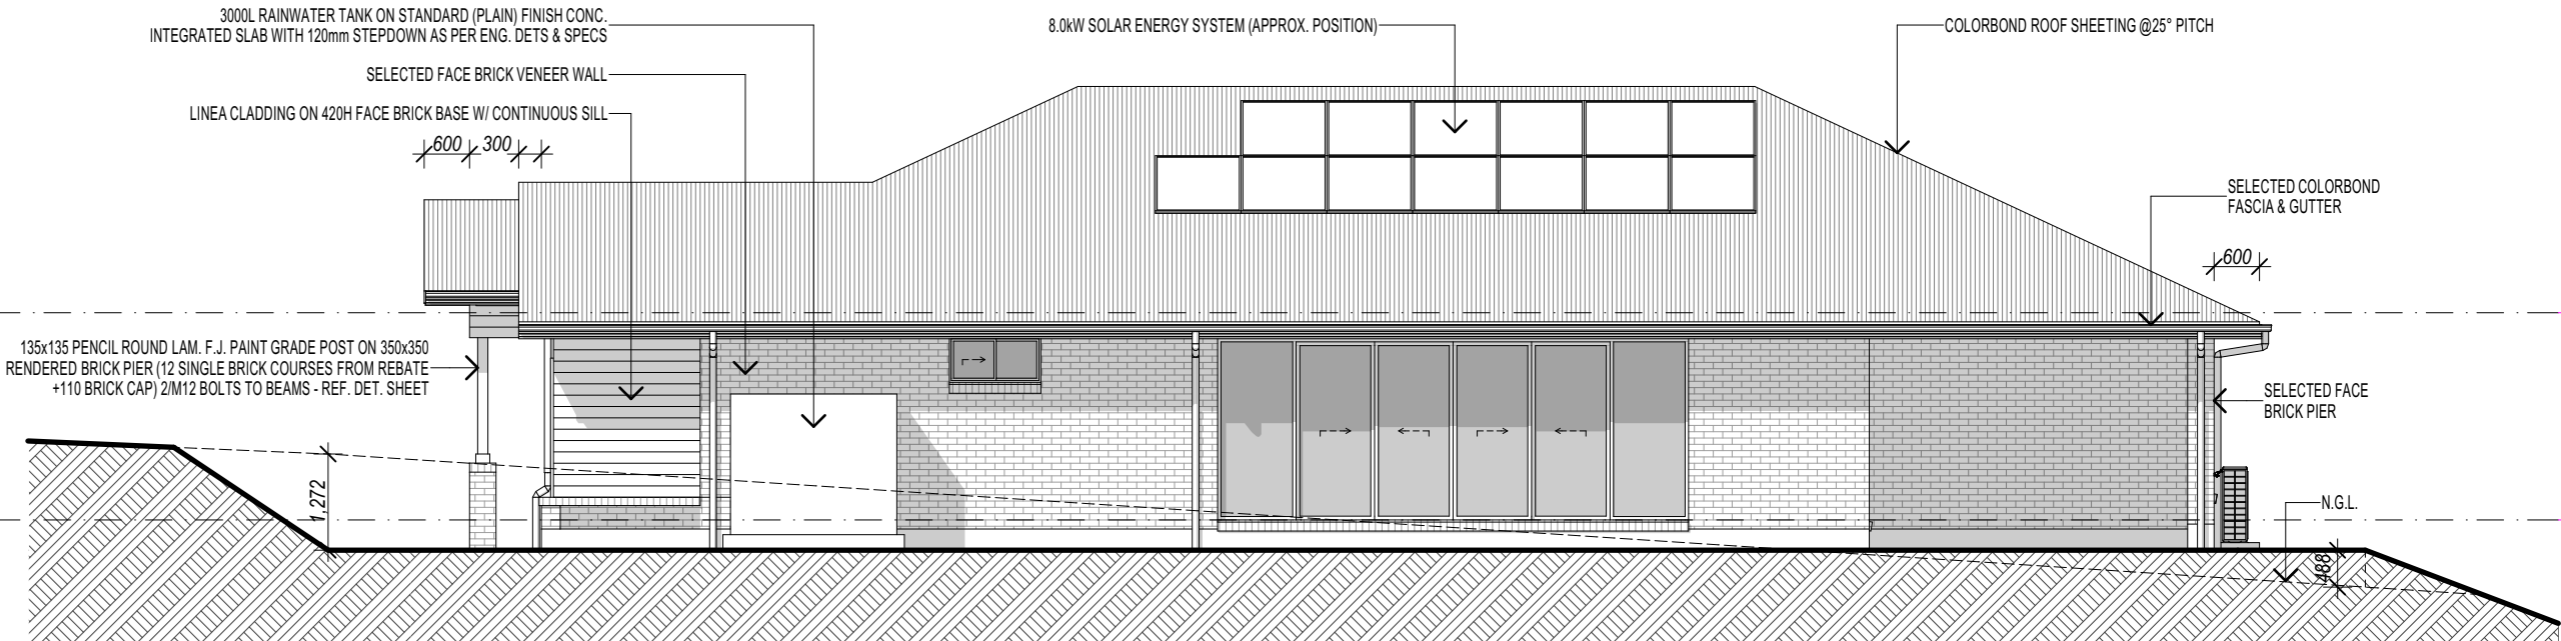 3000L RAINWATER TANK ON STANDARD (PLAIN) FINISH CONC.
INTEGRATED SLAB WITH 120mm STEPDOWN AS PER ENG. DETS & SPECS
8.0kW SOLAR ENERGY SYSTEM (APPROX. POSITION)
COLORBOND ROOF SHEETING @25° PITCH
SELECTED FACE BRICK VENEER WALL
LINEA CLADDING ON 420H FACE BRICK BASE W/ CONTINUOUS SILL
600
300
SELECTED COLORBOND
FASCIA & GUTTER
600
135x135 PENCIL ROUND LAM. F.J. PAINT GRADE POST ON 350x350
RENDERED BRICK PIER (12 SINGLE BRICK COURSES FROM REBATE
+110 BRICK CAP) 2/M12 BOLTS TO BEAMS - REF. DET. SHEET
SELECTED FACE
BRICK PIER
1,272
N.G.L.
488